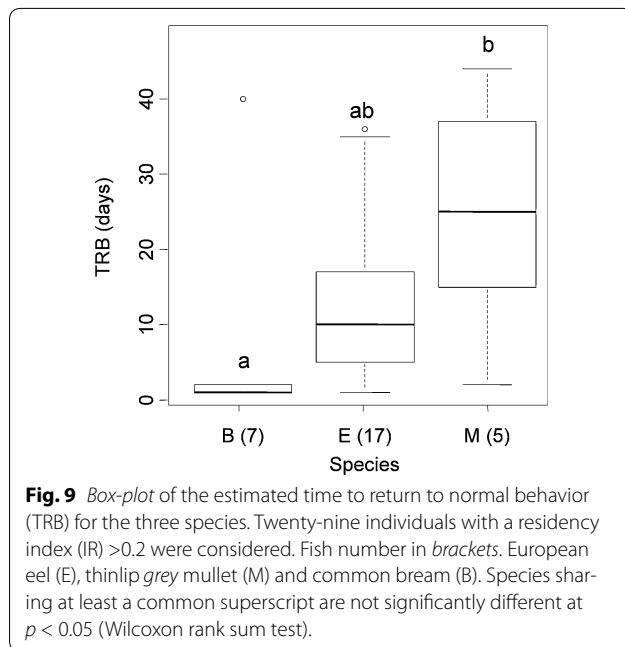 b
ab
a
40
30
20
10
0
TRB (days)
B (7) E (17) M (5)
Species
Fig. 9 Box-plot of the estimated time to return to normal behavior
(TRB) for the three species. Twenty-nine individuals with a residency
index (IR) >0.2 were considered. Fish number in brackets. European
eel (E), thinlip grey mullet (M) and common bream (B). Species shar-
ing at least a common superscript are not significantly different at
p < 0.05 (Wilcoxon rank sum test).